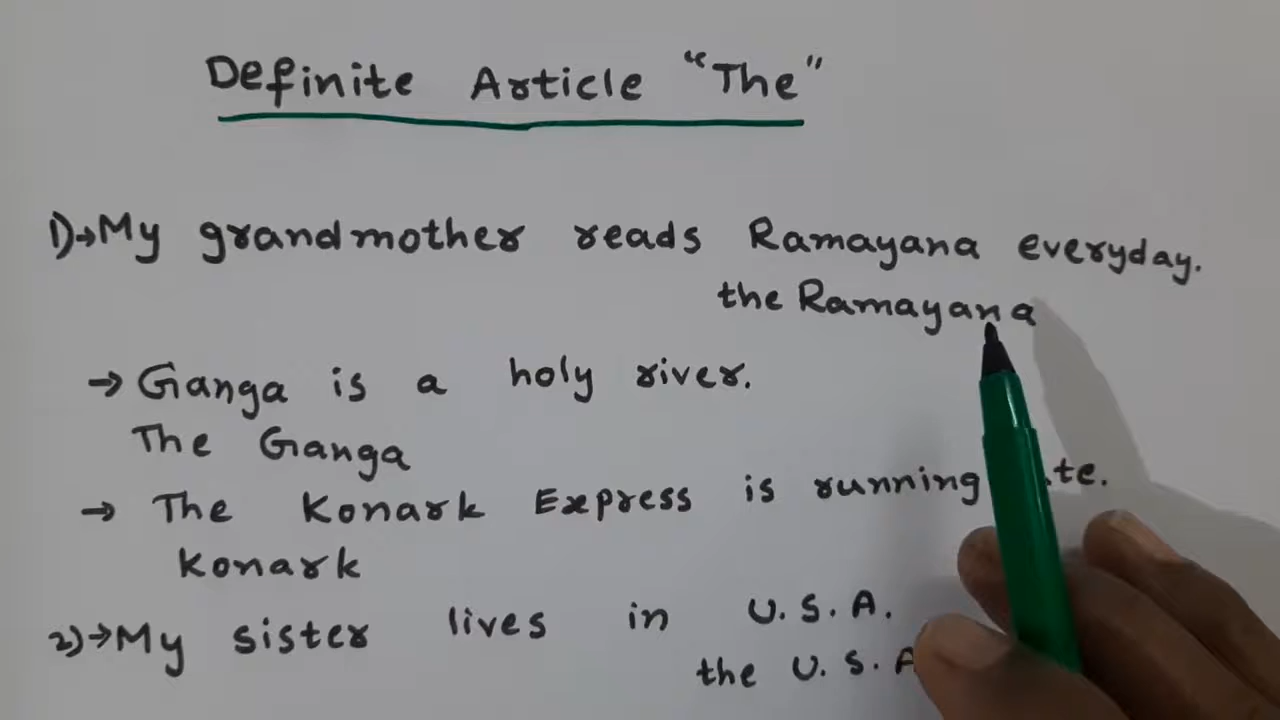 Definite Article "The"
1)→My grandmother reads Ramayana everyday.
the Ramayana
→ Ganga is a holy river.
The Ganga
→ The Konark Express is running
Konark
2)→My sister lives in U.S.A.
the U.S.A